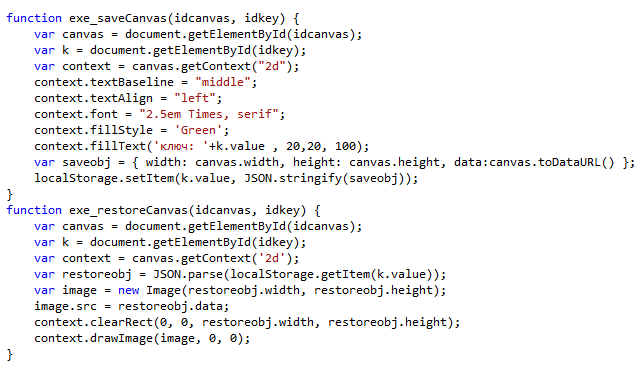 function exe_saveCanvas(idcanvas, idkey) {
    var canvas = document.getElementById(idcanvas);
    var k = document.getElementById(idkey);
    var context = canvas.getContext("2d");
    context.textBaseline = "middle";
    context.textAlign = "left";
    context.font = "2.5em Times, serif";
    context.fillStyle = 'Green';
    context.fillText('ключ: '+k.value , 20,20, 100);
    var saveobj = { width: canvas.width, height: canvas.height, data:canvas.toDataURL() };
    localStorage.setItem(k.value, JSON.stringify(saveobj));
}
function exe_restoreCanvas(idcanvas, idkey) {
    var canvas = document.getElementById(idcanvas);
    var k = document.getElementById(idkey);
    var context = canvas.getContext('2d');
    var restoreobj = JSON.parse(localStorage.getItem(k.value));
    var image = new Image(restoreobj.width, restoreobj.height);
    image.src = restoreobj.data;
    context.clearRect(0, 0, restoreobj.width, restoreobj.height);
    context.drawImage(image, 0, 0);
}